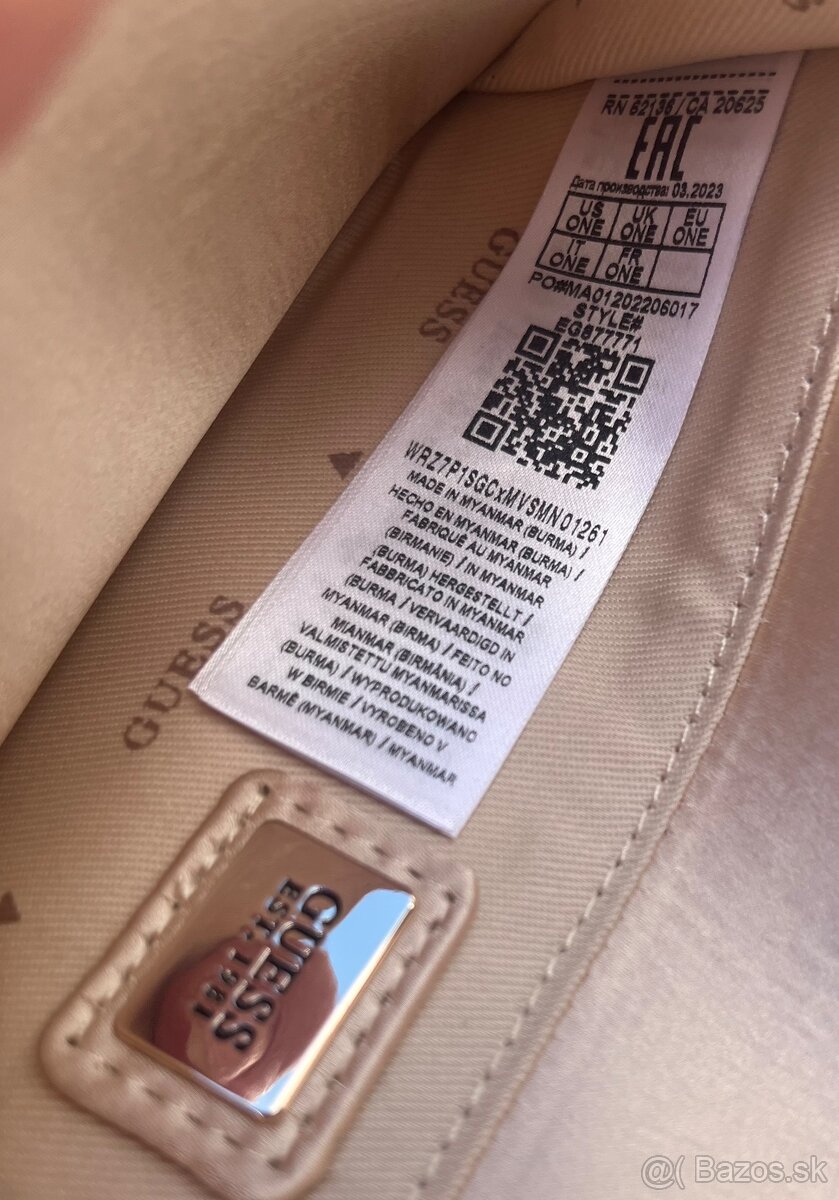 RN 62136 / CA 20625
EAC
Дата производства: 03.2023
US ONE UK ONE EU ONE
IT ONE FR ONE
PO#MA01202206017
STYLE#
EG877771
WRZ7P1SGCxMVSMN01261
MADE IN MYANMAR (BURMA) /
HECHO EN MYANMAR (BURMA) /
FABRIQUÉ AU MYANMAR
(BIRMANIE) / IN MYANMAR
(BURMA) HERGESTELLT /
FABBRICATO IN MYANMAR
(BURMA / VERVAARDIGD IN
MYANMAR (BIRMA) / FEITO NO
MIANMAR (BIRMÂNIA) /
VALMISTETTU MYANMARISSA
(BURMA) / WYPRODUKOWANO
W BIRMIE / VYROBENO V
BARMĚ (MYANMAR) / MYANMAR
GUESS
GUESS
GUESS
EST. 1981
@( Bazos.sk